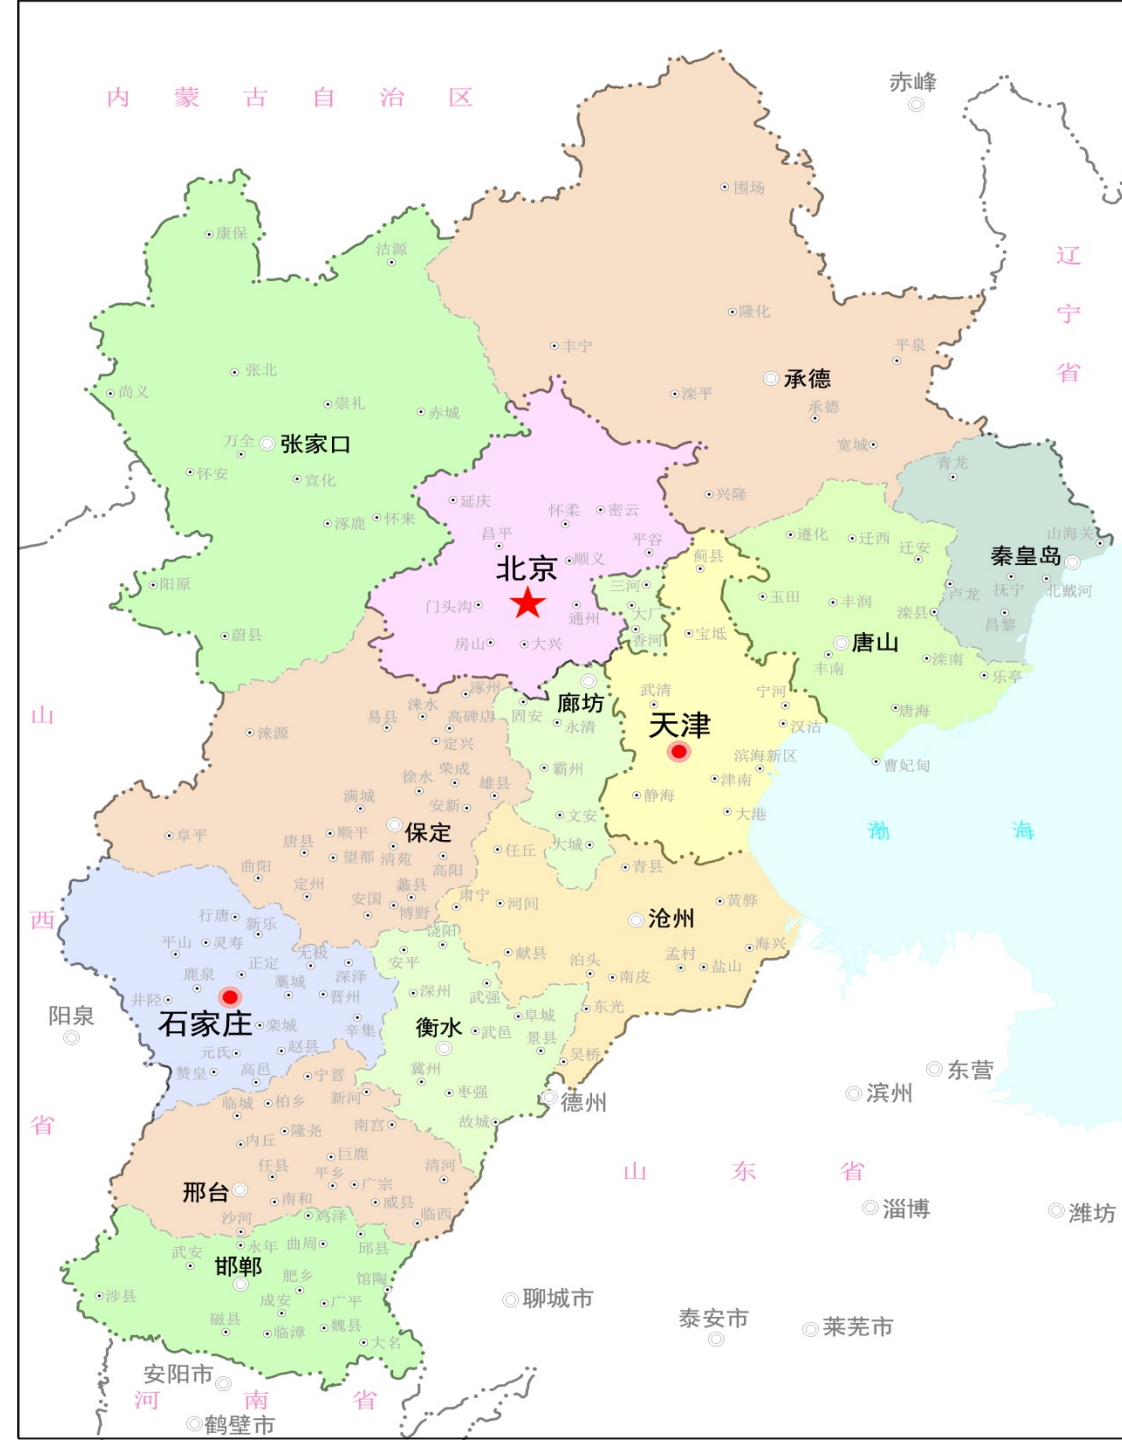 内蒙古自治区
赤峰
围场
康保
沽源
辽宁省
隆化
丰宁
平泉
张北
承德
尚义
滦平
崇礼
赤城
承德
万全
张家口
宽城
怀安
宣化
青龙
兴隆
延庆
怀柔
密云
涿鹿
怀来
遵化
迁西
山海关
昌平
平谷
迁安
秦皇岛
北京
顺义
蓟县
阳原
三河
卢龙
抚宁
北戴河
门头沟
通州
大厂
玉田
丰润
滦县
昌黎
蔚县
房山
大兴
香河
宝坻
唐山
丰南
滦南
乐亭
涿州
廊坊
武清
宁河
山西省
涞水
易县
高碑店
固安
永清
天津
汉沽
唐海
涞源
定兴
滨海新区
曹妃甸
徐水
荣成
雄县
霸州
津南
满城
安新
静海
文安
大港
阜平
唐县
顺平
保定
渤海
望都
清苑
任丘
大城
曲阳
高阳
青县
定州
蠡县
安国
博野
肃宁
河间
黄骅
行唐
新乐
沧州
平山
灵寿
饶阳
献县
海兴
无极
安平
泊头
孟村
鹿泉
正定
深泽
南皮
盐山
井陉
藁城
晋州
深州
武强
阳泉
石家庄
栾城
辛集
衡水
武邑
阜城
东光
元氏
赵县
景县
吴桥
赞皇
高邑
宁晋
冀州
东营
临城
柏乡
新河
枣强
德州
滨州
内丘
隆尧
南宫
故城
巨鹿
任县
平乡
广宗
清河
山东省
邢台
南和
威县
沙河
鸡泽
临西
淄博
潍坊
武安
永年
曲周
邱县
邯郸
肥乡
馆陶
涉县
成安
广平
聊城市
磁县
临漳
魏县
大名
泰安市
莱芜市
安阳市
河南省
鹤壁市